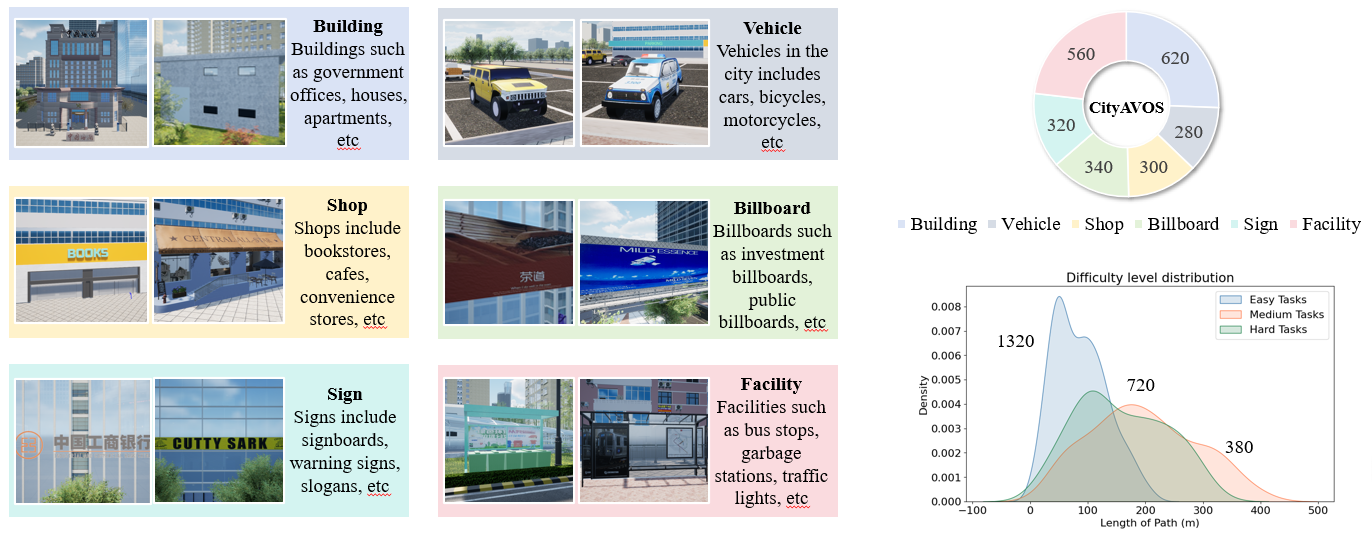 Building
Buildings such
as government
offices, houses,
apartments,
etc
Vehicle
Vehicles in the
city includes
cars, bicycles,
motorcycles,
etc
BOOKS
Shop
Shops include
bookstores,
cafes,
convenience
stores, etc
茶道
MILD ESSENCE
Billboard
Billboards such
as investment
billboards,
public
billboards, etc
中国工商银行
CUTTY SARK
Sign
Signs include
signboards,
warning signs,
slogans, etc
Facility
Facilities such
as bus stops,
garbage
stations, traffic
lights, etc
560
620
CityAVOS
320
280
340
300
Building
Vehicle
Shop
Billboard
Sign
Facility
Difficulty level distribution
Easy Tasks
Medium Tasks
Hard Tasks
1320
720
380
Density
0.008
0.007
0.006
0.005
0.004
0.003
0.002
0.001
0.000
−100
0
100
200
300
400
500
Length of Path (m)